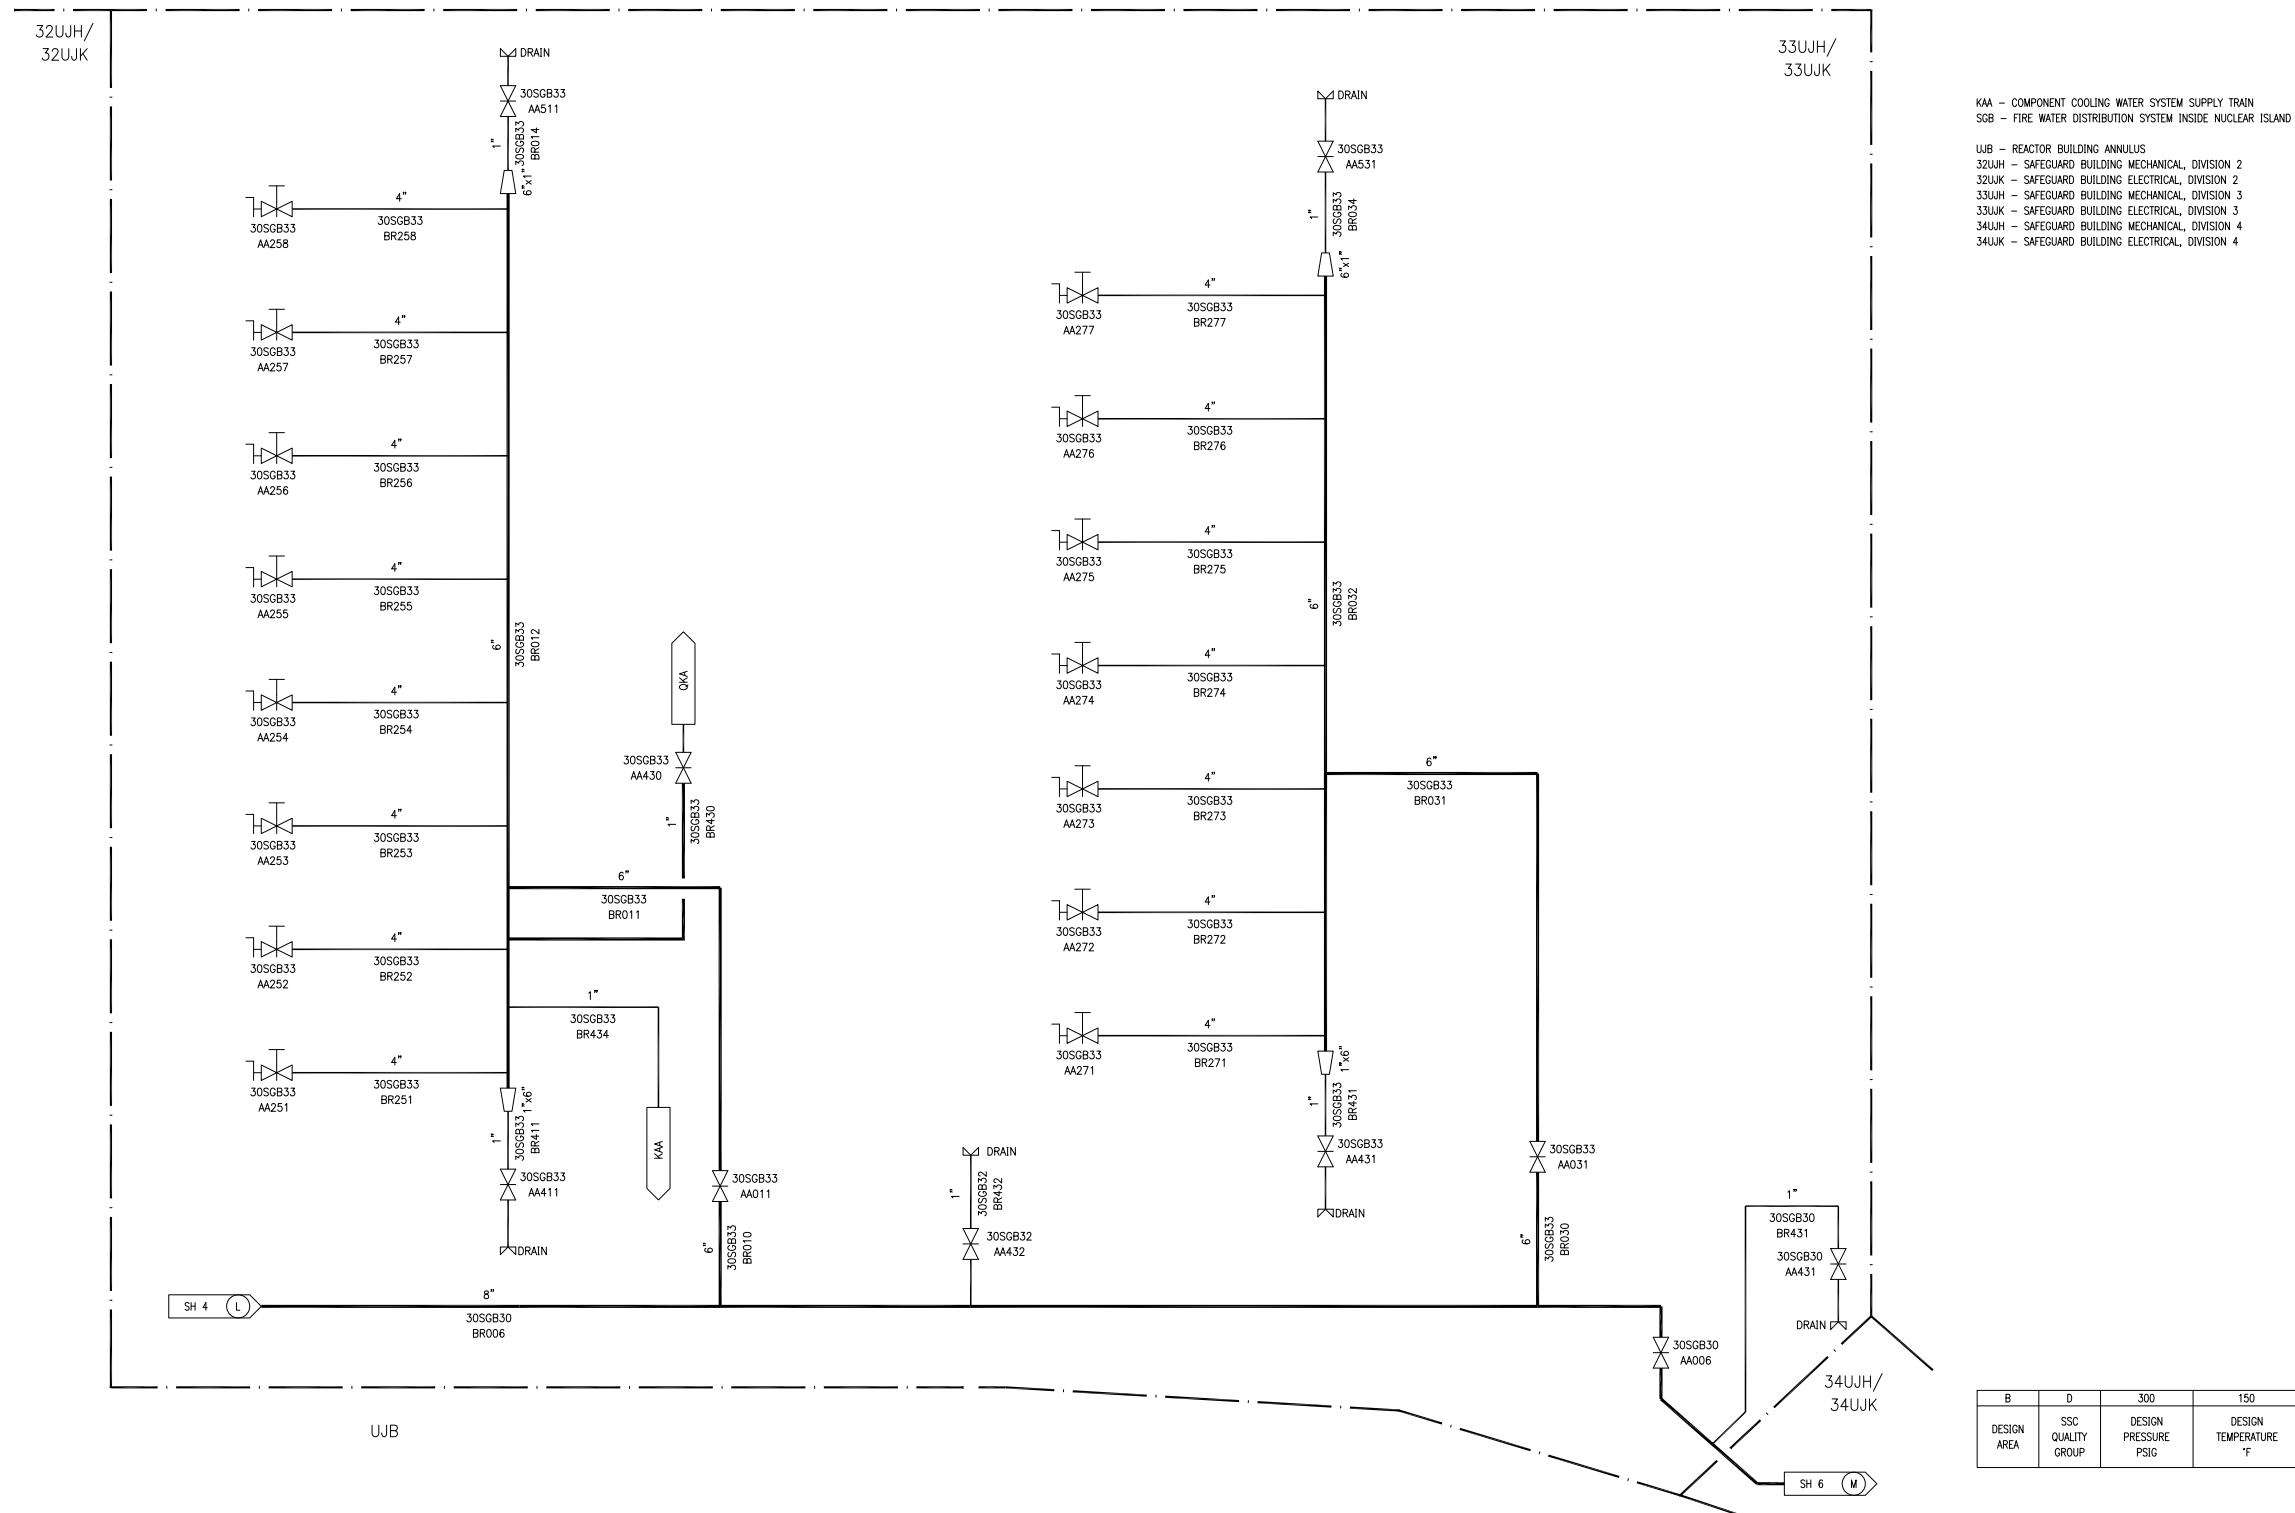 32UJH/
32UJK
33UJH/
33UJK
KAA – COMPONENT COOLING WATER SYSTEM SUPPLY TRAIN
SGB – FIRE WATER DISTRIBUTION SYSTEM INSIDE NUCLEAR ISLAND
UJB – REACTOR BUILDING ANNULUS
32UJH – SAFEGUARD BUILDING MECHANICAL, DIVISION 2
32UJK – SAFEGUARD BUILDING ELECTRICAL, DIVISION 2
33UJH – SAFEGUARD BUILDING MECHANICAL, DIVISION 3
33UJK – SAFEGUARD BUILDING ELECTRICAL, DIVISION 3
34UJH – SAFEGUARD BUILDING MECHANICAL, DIVISION 4
34UJK – SAFEGUARD BUILDING ELECTRICAL, DIVISION 4
DRAIN
30SGB33
AA511
1"
30SGB33
BR014
6"x1"
4"
30SGB33
BR258
30SGB33
AA258
4"
30SGB33
BR257
30SGB33
AA257
4"
30SGB33
BR256
30SGB33
AA256
4"
30SGB33
BR255
30SGB33
AA255
6"
30SGB33
BR012
4"
30SGB33
BR254
30SGB33
AA254
4"
30SGB33
BR253
30SGB33
AA253
4"
30SGB33
BR252
30SGB33
AA252
4"
30SGB33
BR251
30SGB33
AA251
QKA
30SGB33
AA430
1"
30SGB33
BR430
6"
30SGB33
BR011
1"
30SGB33
BR434
KAA
1"x6"
1"
30SGB33
BR411
30SGB33
AA411
DRAIN
30SGB33
AA011
6"
30SGB33
BR010
DRAIN
1"
30SGB32
BR432
30SGB32
AA432
DRAIN
30SGB33
AA531
1"
30SGB33
BR034
6"x1"
4"
30SGB33
BR277
30SGB33
AA277
4"
30SGB33
BR276
30SGB33
AA276
4"
30SGB33
BR275
30SGB33
AA275
6"
30SGB33
BR032
4"
30SGB33
BR274
30SGB33
AA274
4"
30SGB33
BR273
30SGB33
AA273
4"
30SGB33
BR272
30SGB33
AA272
4"
30SGB33
BR271
30SGB33
AA271
6"
30SGB33
BR031
1"x6"
1"
30SGB33
BR431
30SGB33
AA431
DRAIN
30SGB33
AA031
6"
30SGB33
BR030
1"
30SGB30
BR431
30SGB30
AA431
DRAIN
SH 4 L
8"
30SGB30
BR006
30SGB30
AA006
34UJH/
34UJK
UJB
SH 6 M
B D 300 150
DESIGN
AREA
SSC
QUALITY
GROUP
DESIGN
PRESSURE
PSIG
DESIGN
TEMPERATURE
°F